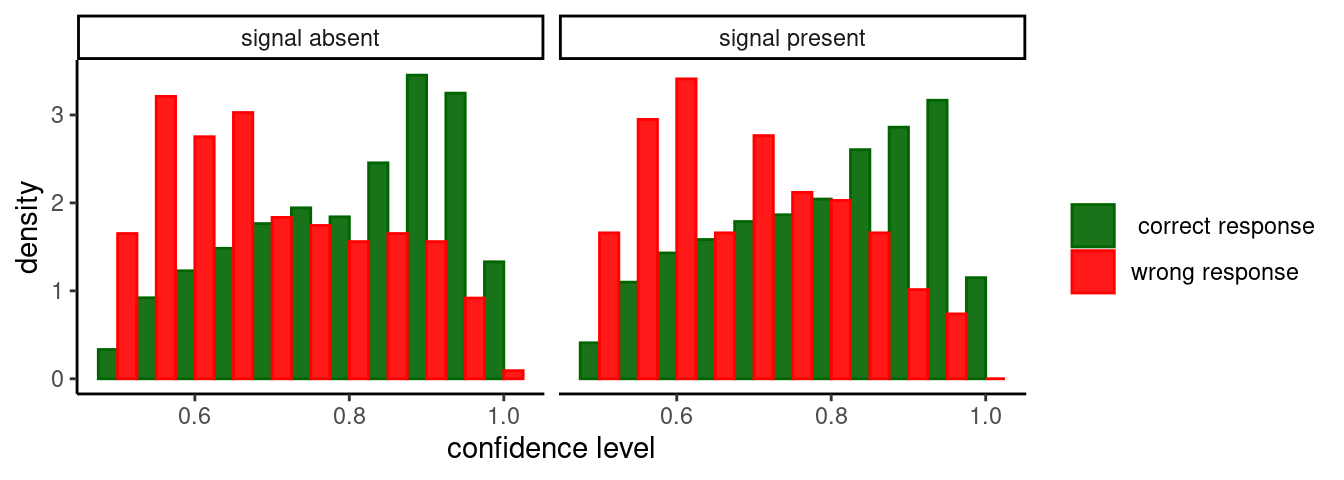 signal absent
signal present
3
2
1
0
density
0.6
0.8
1.0
0.6
0.8
1.0
confidence level
correct response
wrong response